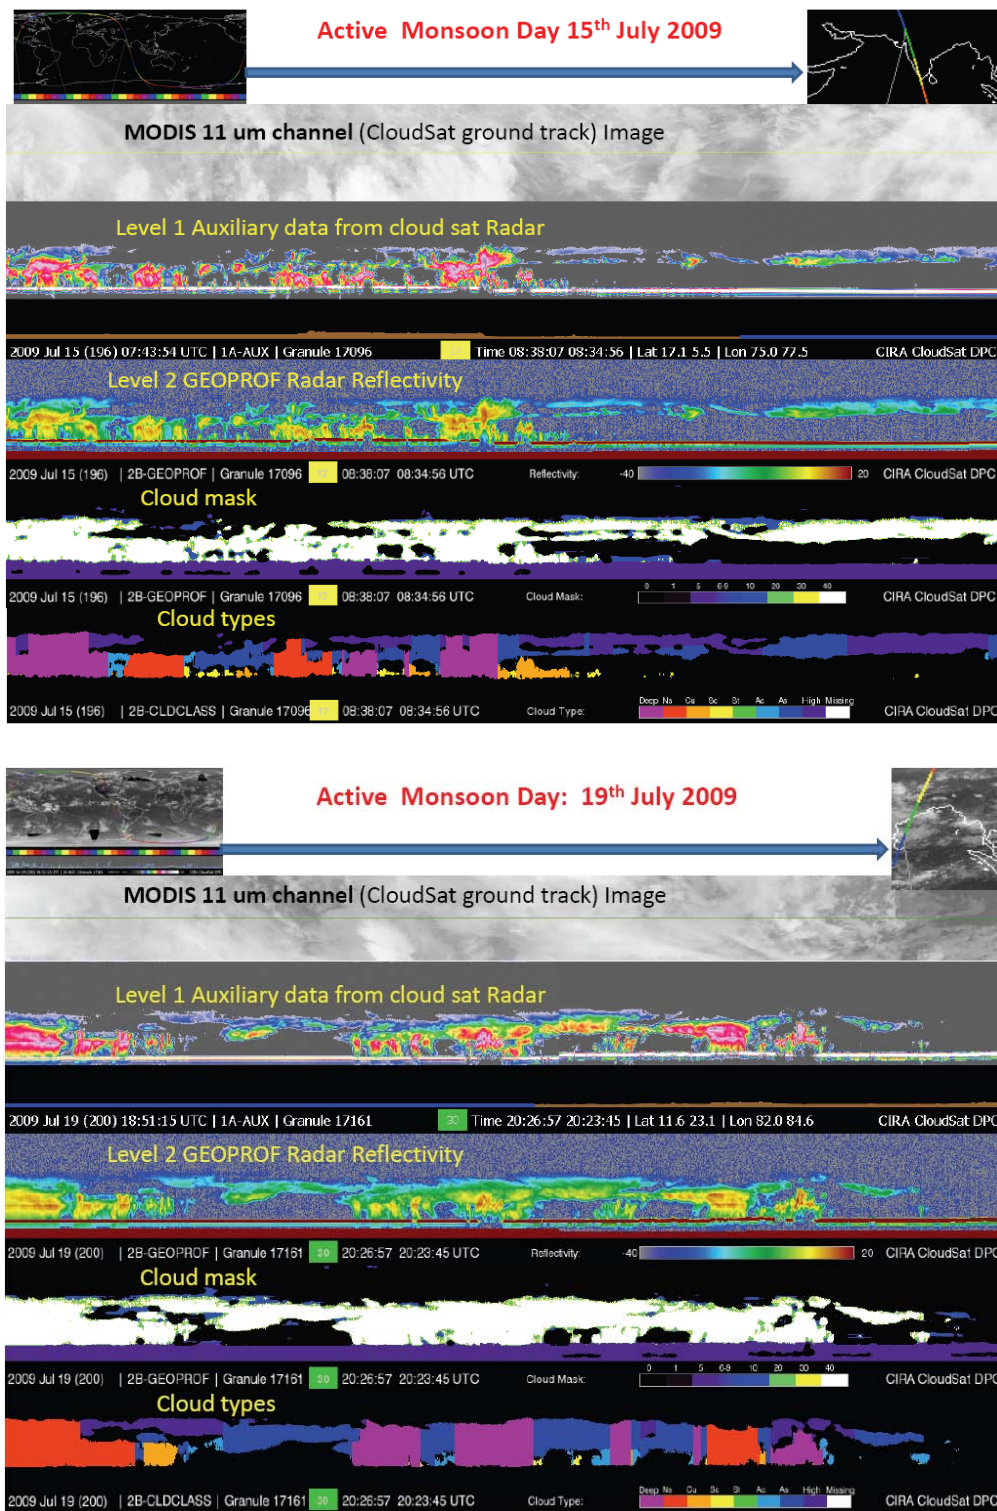 Active Monsoon Day 15th July 2009
MODIS 11 um channel (CloudSat ground track) Image
Level 1 Auxiliary data from cloud sat Radar
2009 Jul 15 (196) 07:43:54 UTC | 1A-AUX | Granule 17096 17 Time 08:38:07 08:34:56 | Lat 17.1 5.5 | Lon 75.0 77.5 CIRA CloudSat DPC
Level 2 GEOPROF Radar Reflectivity
2009 Jul 15 (196) | 2B-GEOPROF | Granule 17096 17 08:38:07 08:34:56 UTC Reflectivity: -40 20 CIRA CloudSat DPC
Cloud mask
0 1 5 6-9 10 20 30 40
2009 Jul 15 (196) | 2B-GEOPROF | Granule 17096 17 08:38:07 08:34:56 UTC Cloud Mask: CIRA CloudSat DPC
Cloud types
Deep Ns Cu Sc St Ac As High Missing
2009 Jul 15 (196) | 2B-CLDCLASS | Granule 17096 17 08:38:07 08:34:56 UTC Cloud Type: CIRA CloudSat DPC
Active Monsoon Day: 19th July 2009
MODIS 11 um channel (CloudSat ground track) Image
Level 1 Auxiliary data from cloud sat Radar
2009 Jul 19 (200) 18:51:15 UTC | 1A-AUX | Granule 17161 30 Time 20:26:57 20:23:45 | Lat 11.6 23.1 | Lon 82.0 84.6 CIRA CloudSat DPC
Level 2 GEOPROF Radar Reflectivity
2009 Jul 19 (200) | 2B-GEOPROF | Granule 17161 30 20:26:57 20:23:45 UTC Reflectivity: -40 20 CIRA CloudSat DPC
Cloud mask
0 1 5 6-9 10 20 30 40
2009 Jul 19 (200) | 2B-GEOPROF | Granule 17161 30 20:26:57 20:23:45 UTC Cloud Mask: CIRA CloudSat DPC
Cloud types
Deep Ns Cu Sc St Ac As High Missing
2009 Jul 19 (200) | 2B-CLDCLASS | Granule 17161 30 20:26:57 20:23:45 UTC Cloud Type: CIRA CloudSat DPC